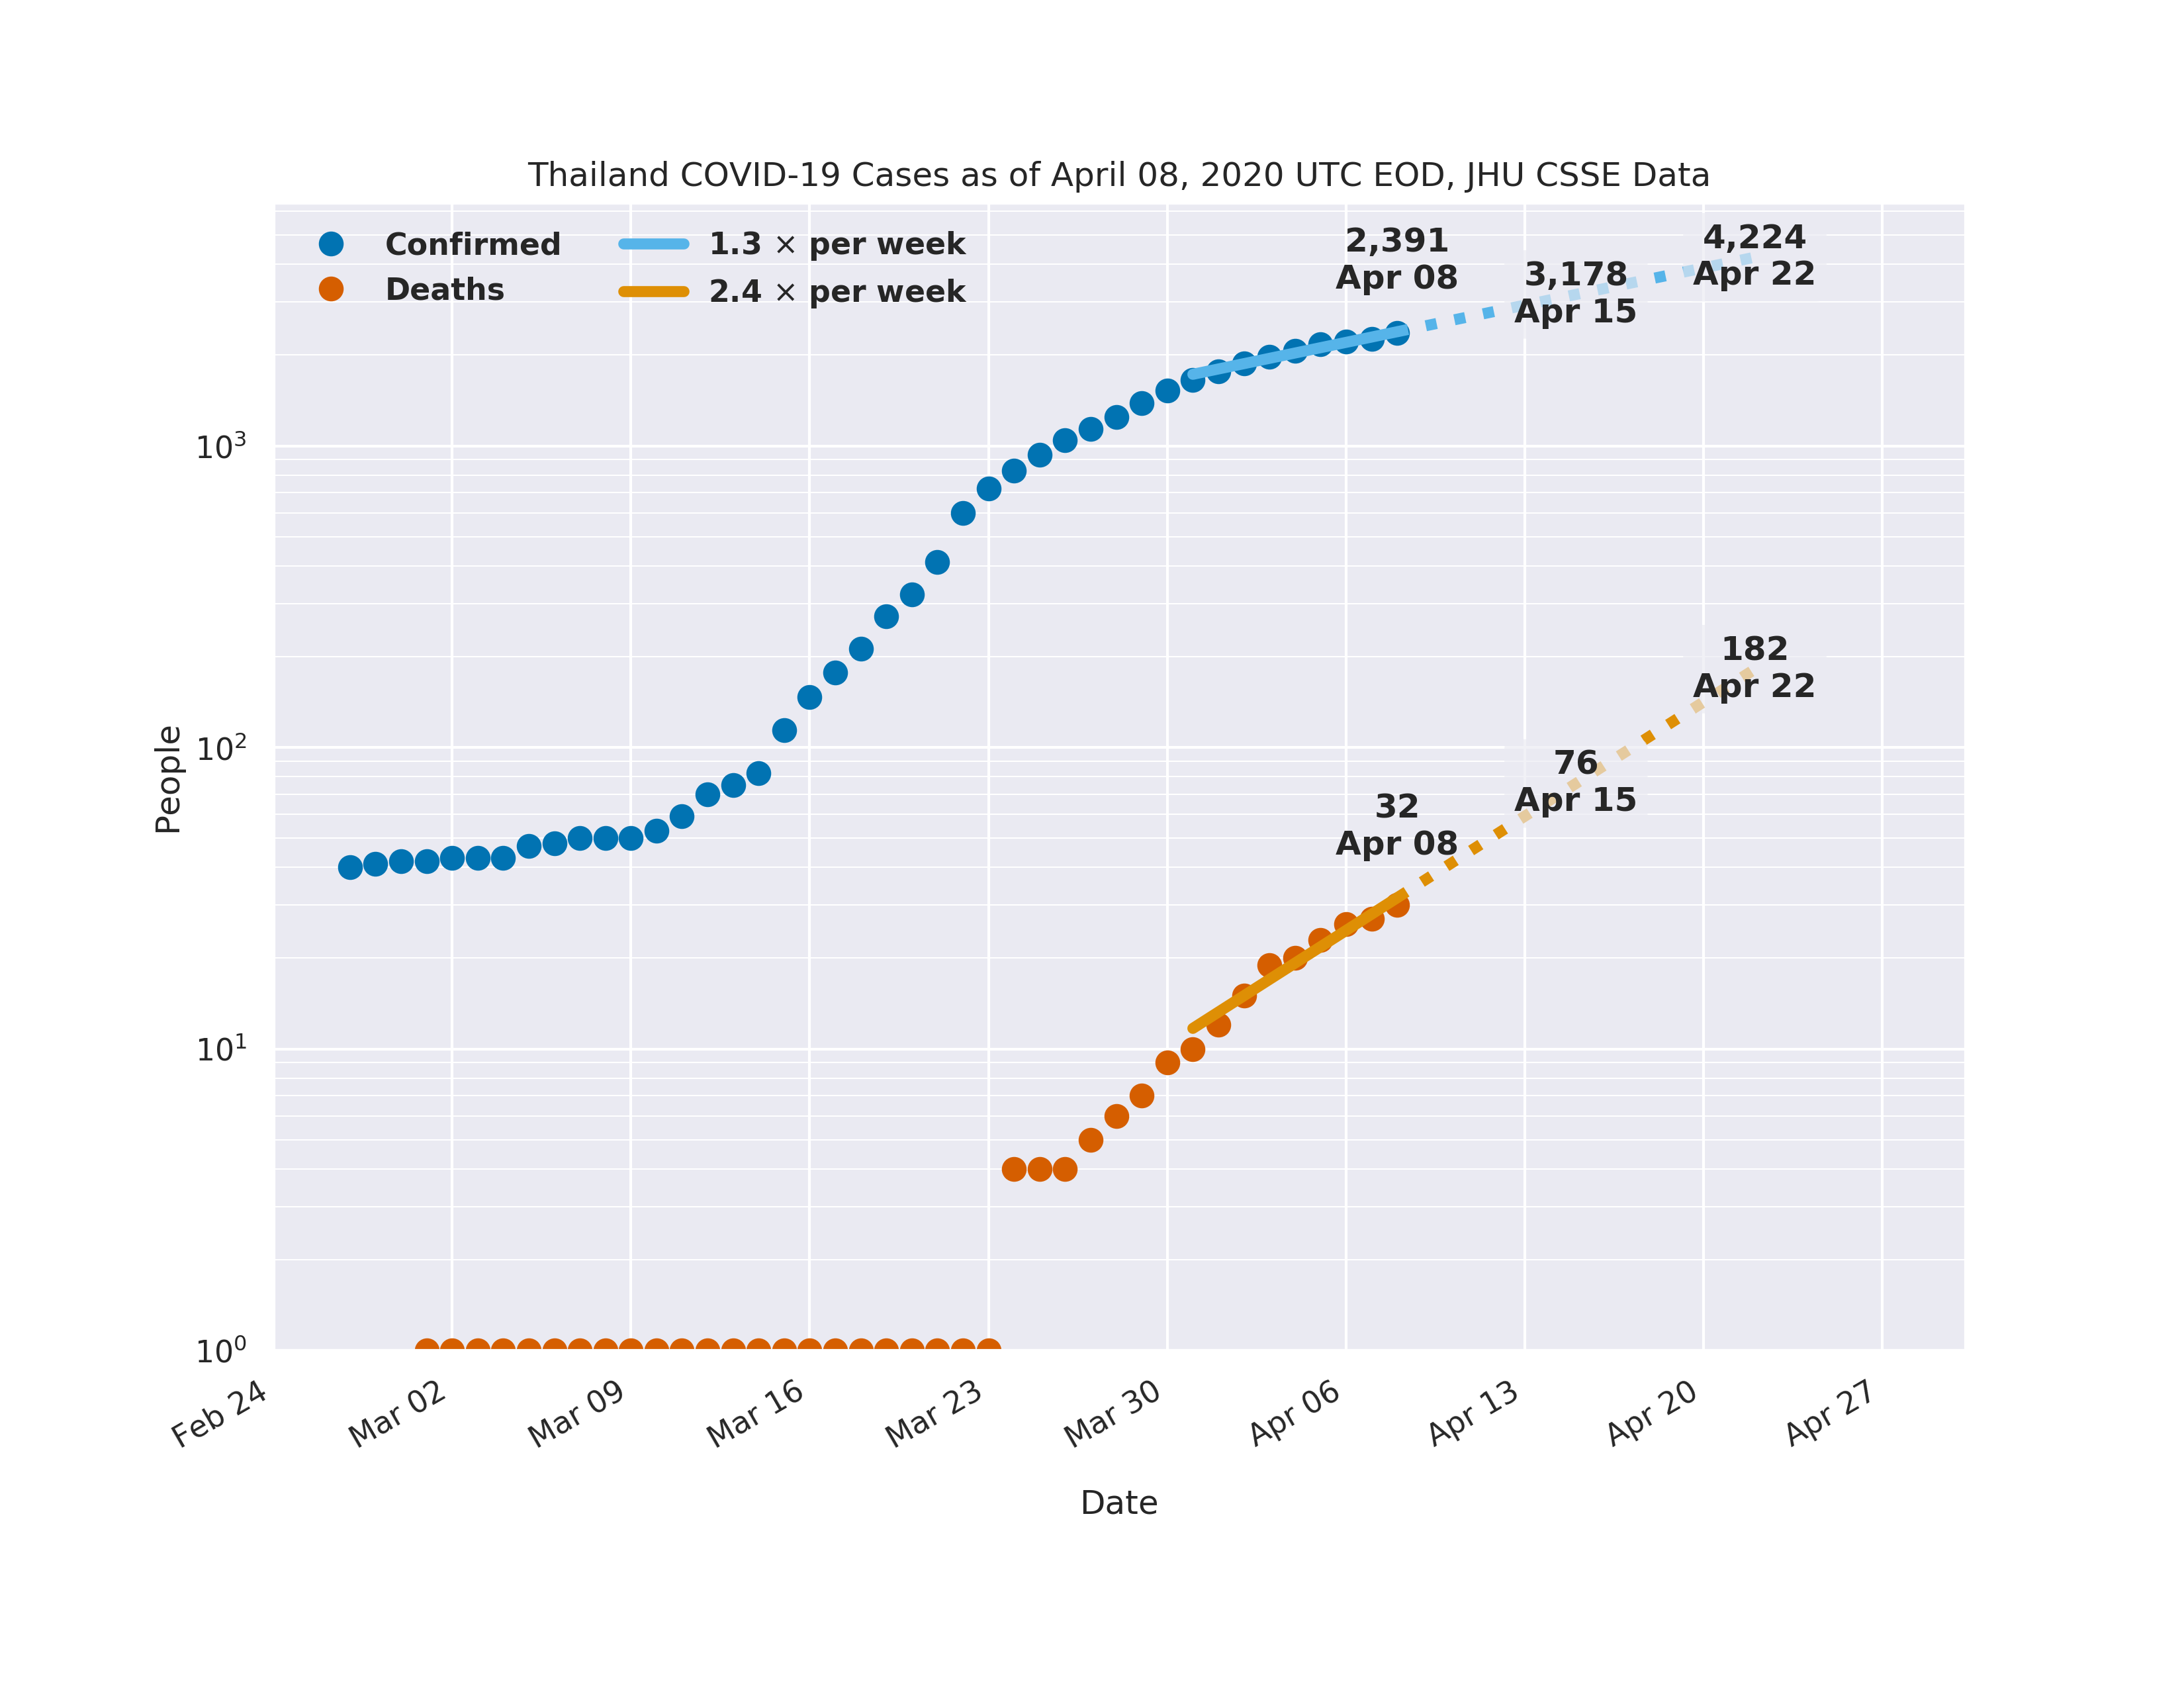 Thailand COVID-19 Cases as of April 08, 2020 UTC EOD, JHU CSSE Data
Confirmed
Deaths
1.3 × per week
2.4 × per week
2,391
Apr 08
3,178
Apr 15
4,224
Apr 22
182
Apr 22
76
Apr 15
32
Apr 08
People
10³
10²
10¹
10⁰
Feb 24
Mar 02
Mar 09
Mar 16
Mar 23
Mar 30
Apr 06
Apr 13
Apr 20
Apr 27
Date